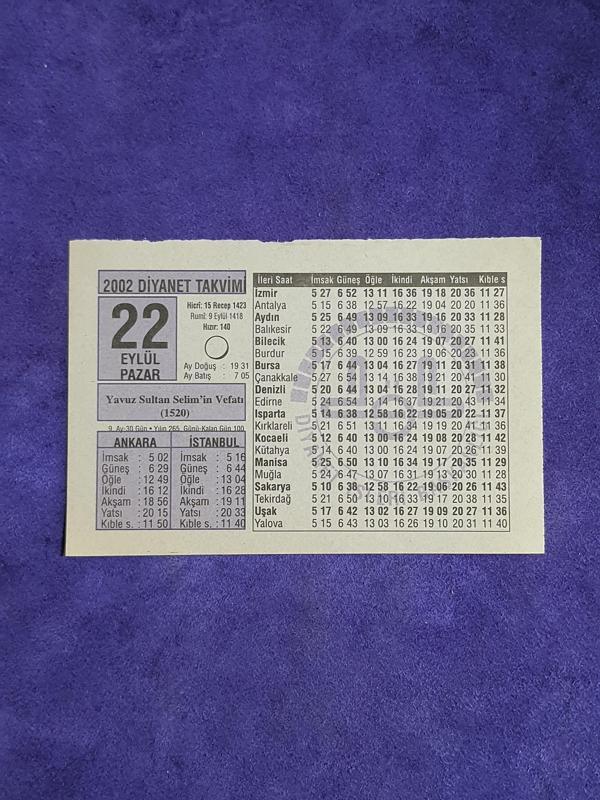 2002 DİYANET TAKVİMİ
22
EYLÜL
PAZAR
Hicrî: 15 Recep 1423
Rumî: 9 Eylül 1418
Hızır: 140
Ay Doğuş : 19 31
Ay Batış : 7 05
Yavuz Sultan Selim'in Vefatı
(1520)
9. Ay-30 Gün • Yılın 265. Günü-Kalan Gün 100
ANKARA
İmsak : 5 02
Güneş : 6 29
Öğle : 12 49
İkindi : 16 12
Akşam : 18 56
Yatsı : 20 15
Kıble s. : 11 50
İSTANBUL
İmsak : 5 16
Güneş : 6 44
Öğle : 13 04
İkindi : 16 28
Akşam : 19 11
Yatsı : 20 33
Kıble s. : 11 40
İleri Saat İmsak Güneş Öğle İkindi Akşam Yatsı Kıble s
İzmir 5 27 6 52 13 11 16 36 19 18 20 36 11 27
Antalya 5 15 6 38 12 57 16 22 19 04 20 20 11 36
Aydın 5 25 6 49 13 09 16 33 19 16 20 33 11 28
Balıkesir 5 22 6 49 13 09 16 33 19 15 20 35 11 33
Bilecik 5 13 6 40 13 00 16 24 19 07 20 27 11 41
Burdur 5 15 6 39 12 59 16 23 19 06 20 23 11 36
Bursa 5 17 6 44 13 04 16 27 19 11 20 31 11 38
Çanakkale 5 27 6 54 13 14 16 38 19 21 20 41 11 30
Denizli 5 20 6 44 13 04 16 28 19 11 20 27 11 32
Edirne 5 24 6 54 13 14 16 37 19 21 20 43 11 31
Isparta 5 14 6 38 12 58 16 22 19 05 20 22 11 37
Kırklareli 5 21 6 51 13 11 16 34 19 18 20 40 11 33
Kocaeli 5 12 6 40 13 00 16 24 19 08 20 28 11 42
Kütahya 5 14 6 40 13 00 16 24 19 07 20 26 11 39
Manisa 5 25 6 50 13 10 16 34 19 17 20 35 11 29
Muğla 5 24 6 47 13 07 16 31 19 13 20 30 11 28
Sakarya 5 10 6 38 12 58 16 22 19 06 20 26 11 43
Tekirdağ 5 21 6 50 13 10 16 33 19 17 20 38 11 35
Uşak 5 17 6 42 13 02 16 27 19 09 20 27 11 36
Yalova 5 15 6 43 13 03 16 26 19 10 20 31 11 40